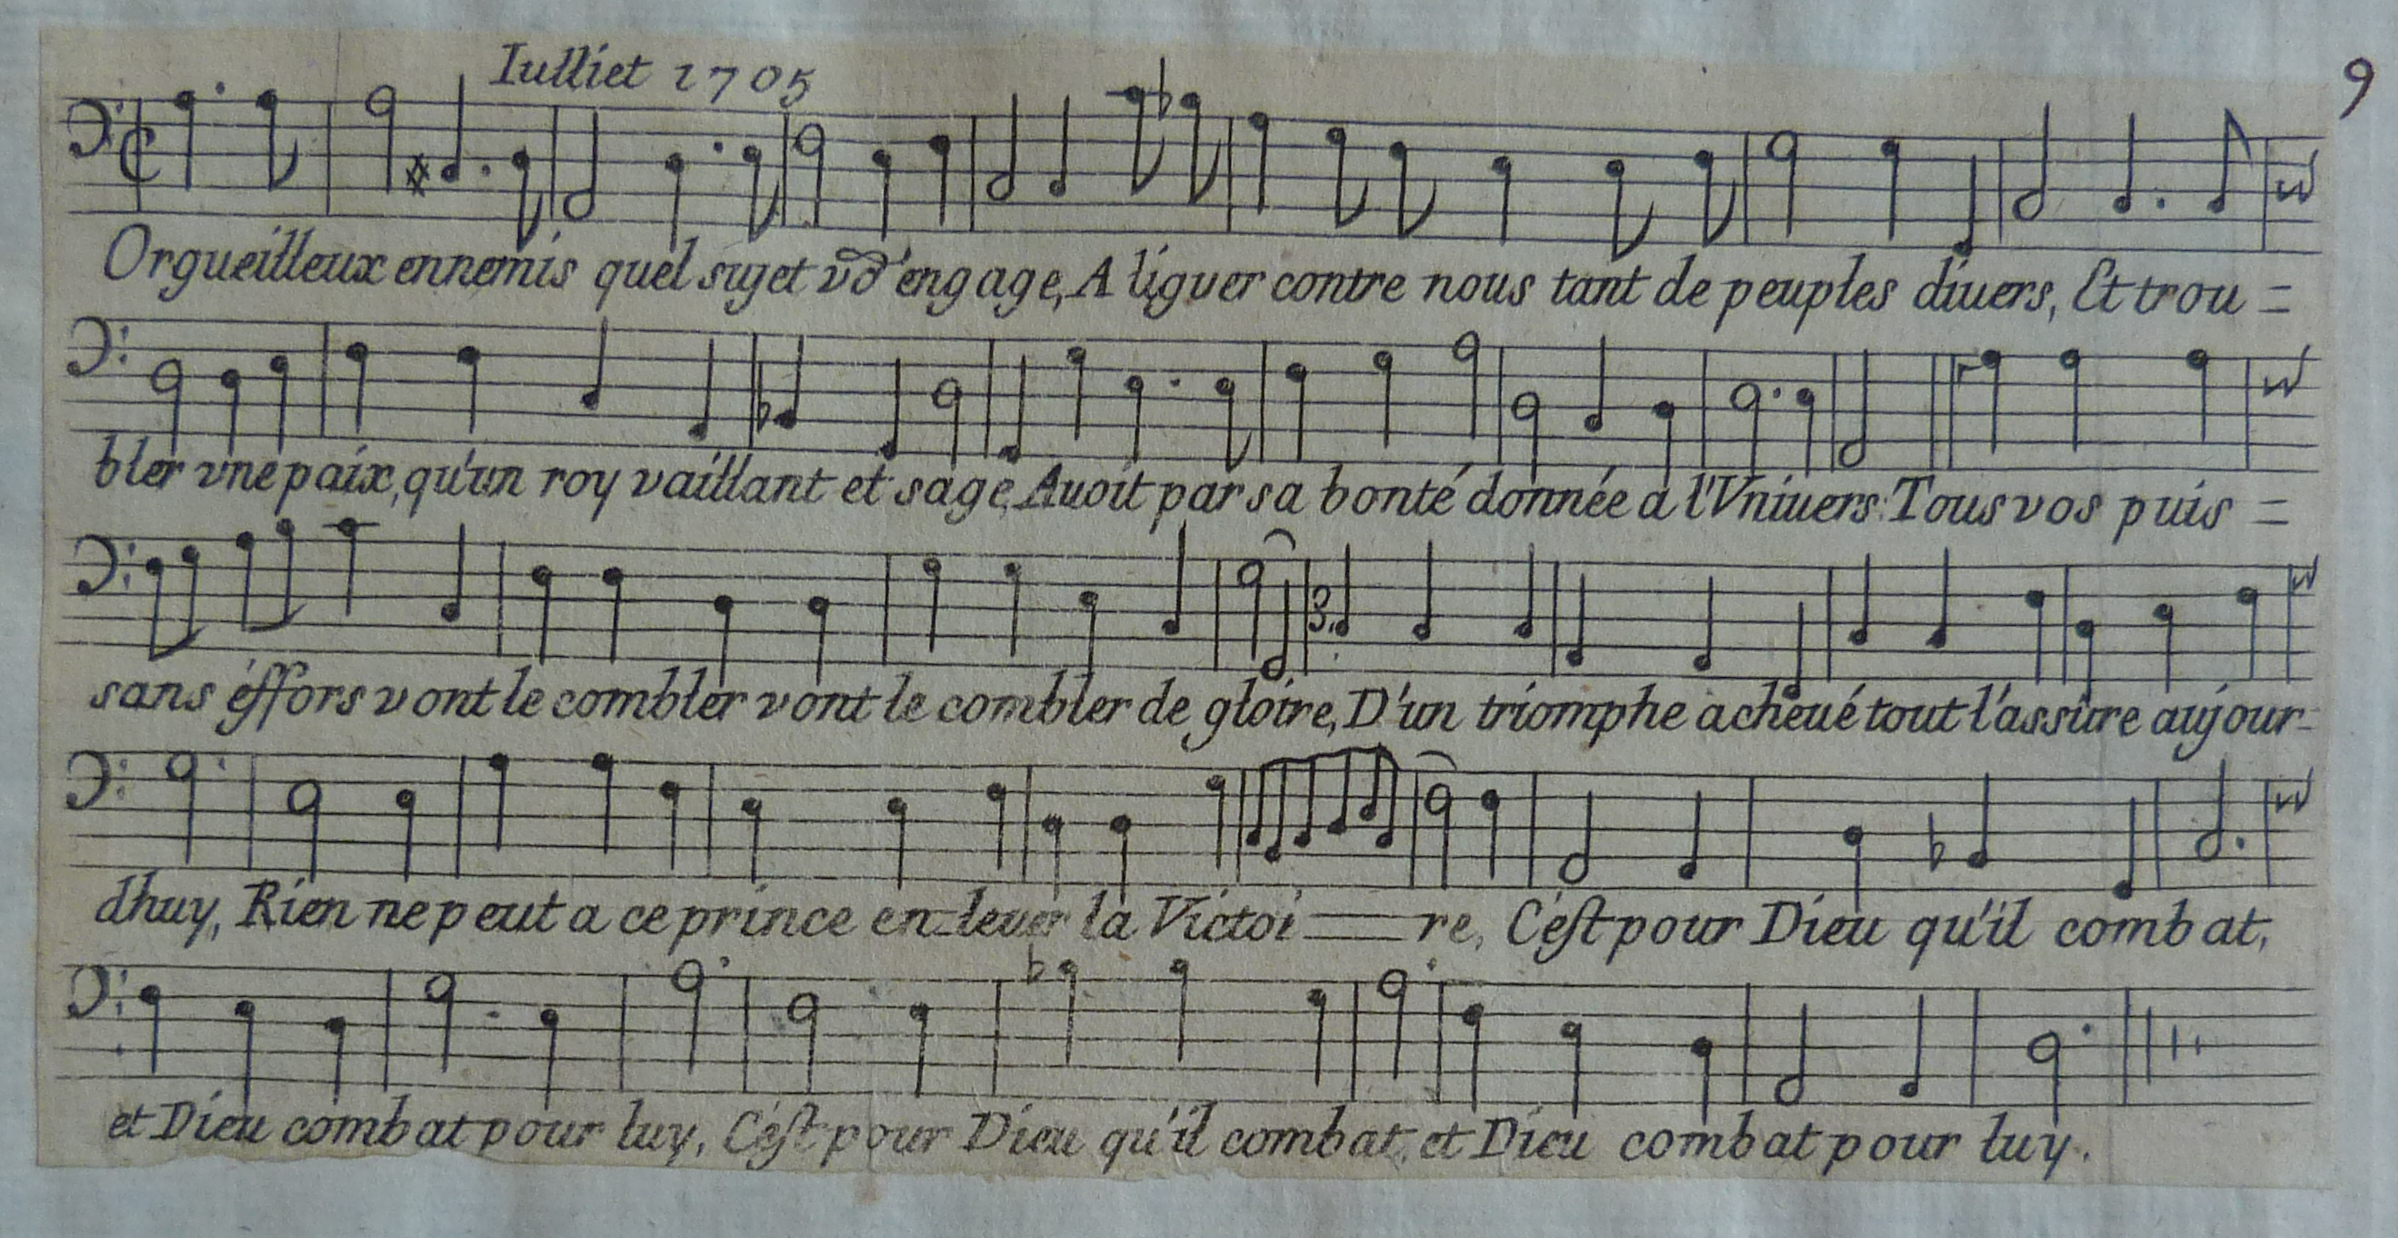 Iulliet 1705
9
Orgueilleux ennemis quel sujet vo͞d'engage, A liguer contre nous tant de peuples diuers, Et trou =
bler vne paix, qu'un roy vaillant et sage, Auoit par sa bonté donnée a l'Vniuers: Tous vos puis =
sans éffors vont le combler vont le combler de gloire, D'un triomphe acheué tout l'assure aujour-
dhuy, Rien ne peut a ce prince en=leuer la Victoi == re, C'est pour Dieu qu'il combat,
et Dieu combat pour luy, C'est pour Dieu qu'il combat, et Dieu combat pour luy.